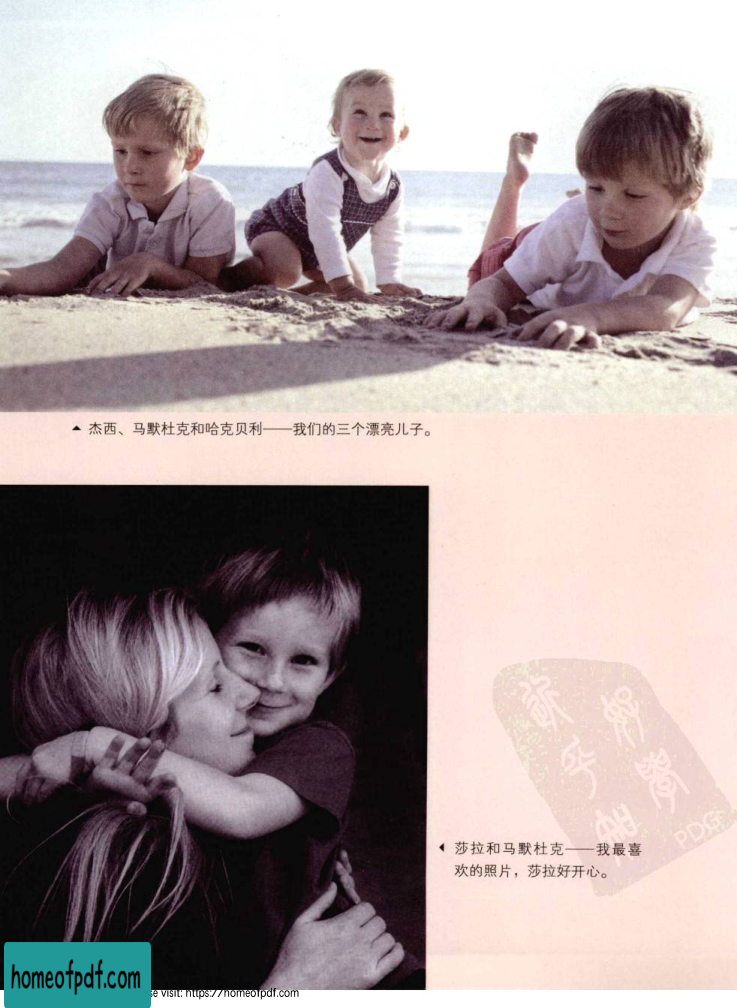 杰西、马默杜克和哈克贝利——我们的三个漂亮儿子。
莎拉和马默杜克——我最喜
欢的照片，莎拉好开心。
PDG
homeofpdf.com
se visit: https://homeofpdf.com